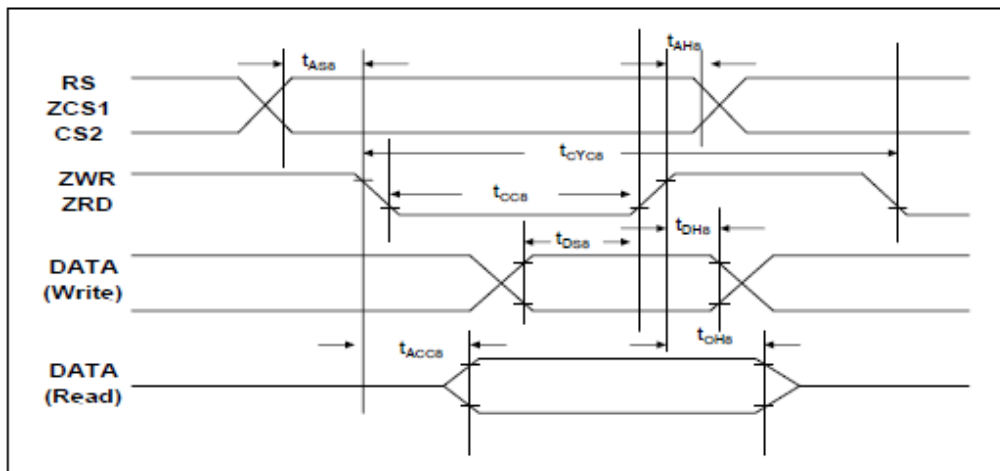 tAS8
tAH8
RS
ZCS1
CS2
tCYC8
ZWR
ZRD
tCC8
tDS8
tDH8
DATA
(Write)
tACC8
tOH8
DATA
(Read)